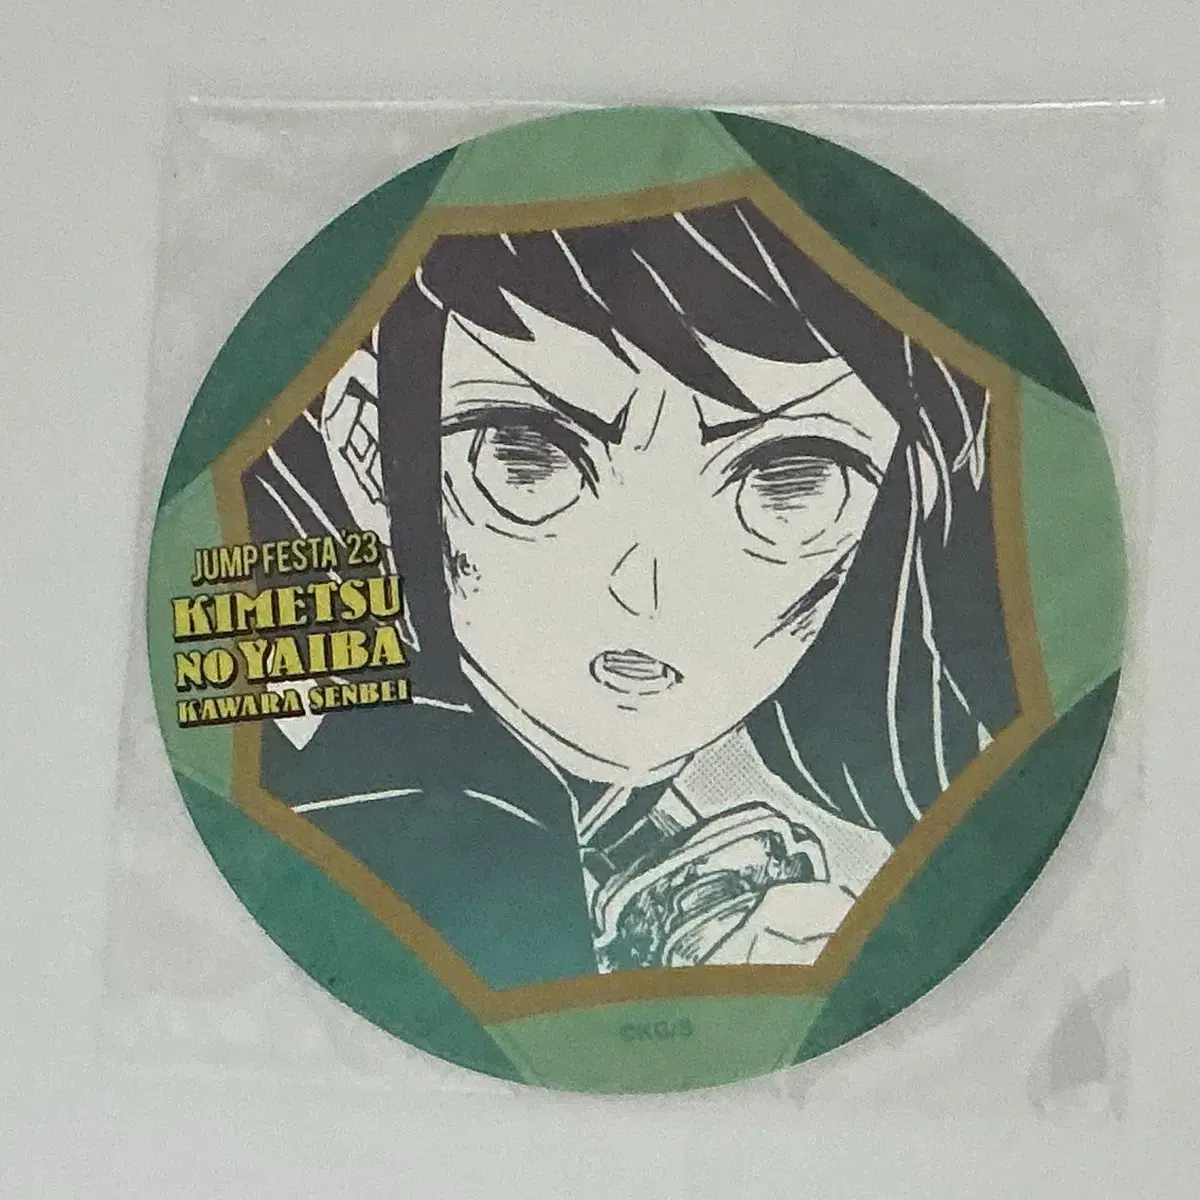 JUMP FESTA '23
KIMETSU
NO YAIBA
KAWARA SENBEI
©KG/S